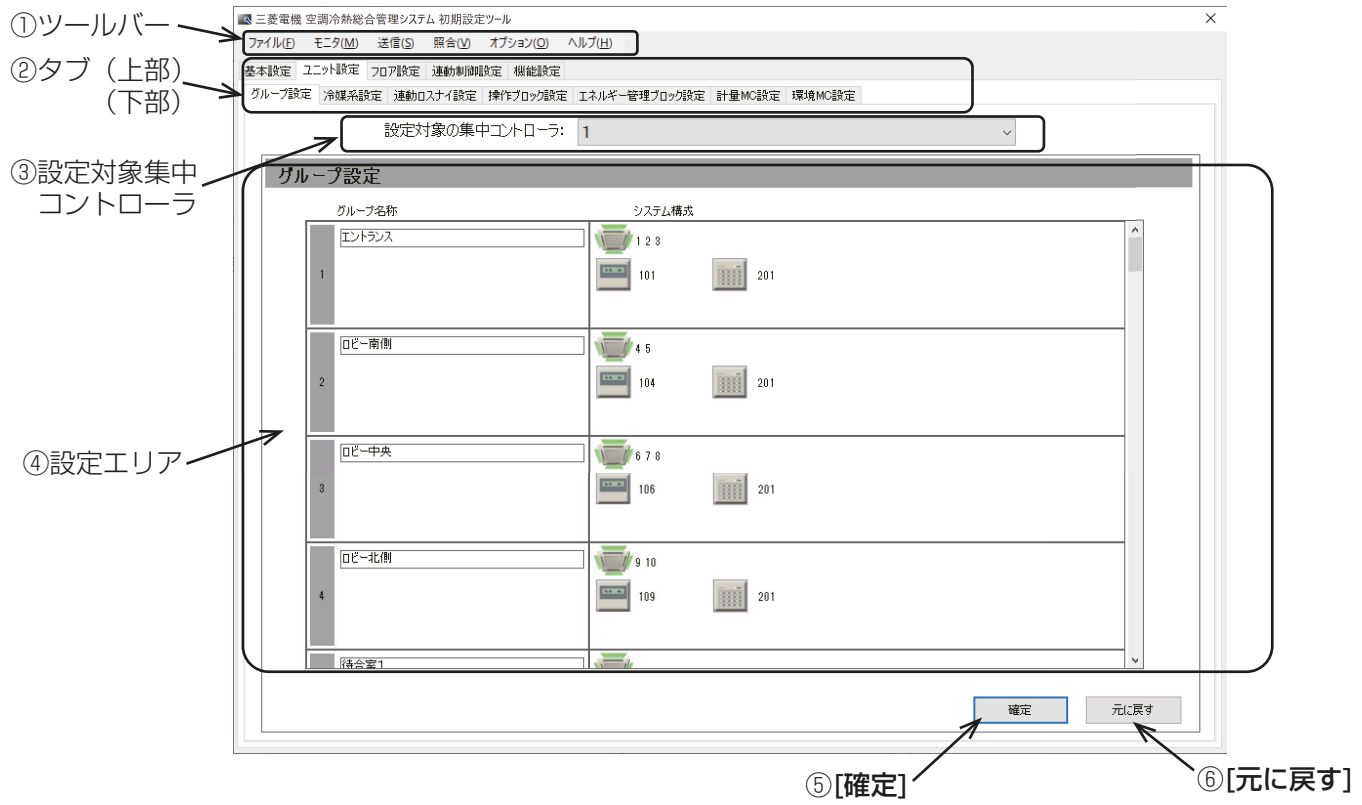 三菱電機 空調冷熱総合管理システム 初期設定ツール
①ツールバー
ファイル(F) モニタ(M) 送信(S) 照合(V) オプション(O) ヘルプ(H)
②タブ（上部）
（下部）
基本設定 ユニット設定 フロア設定 連動制御設定 機能設定
グループ設定 冷媒系設定 連動ロスナイ設定 操作ブロック設定 エネルギー管理ブロック設定 計量MC設定 環境MC設定
設定対象の集中コントローラ: 1
③設定対象集中
コントローラ
グループ設定
グループ名称 システム構成
エントランス 1 2 3
1 101 201
ロビー南側 4 5
2 104 201
ロビー中央 6 7 8
④設定エリア
3 106 201
ロビー北側 9 10
4 109 201
待合室1
確定 元に戻す
⑤[確定] ⑥[元に戻す]